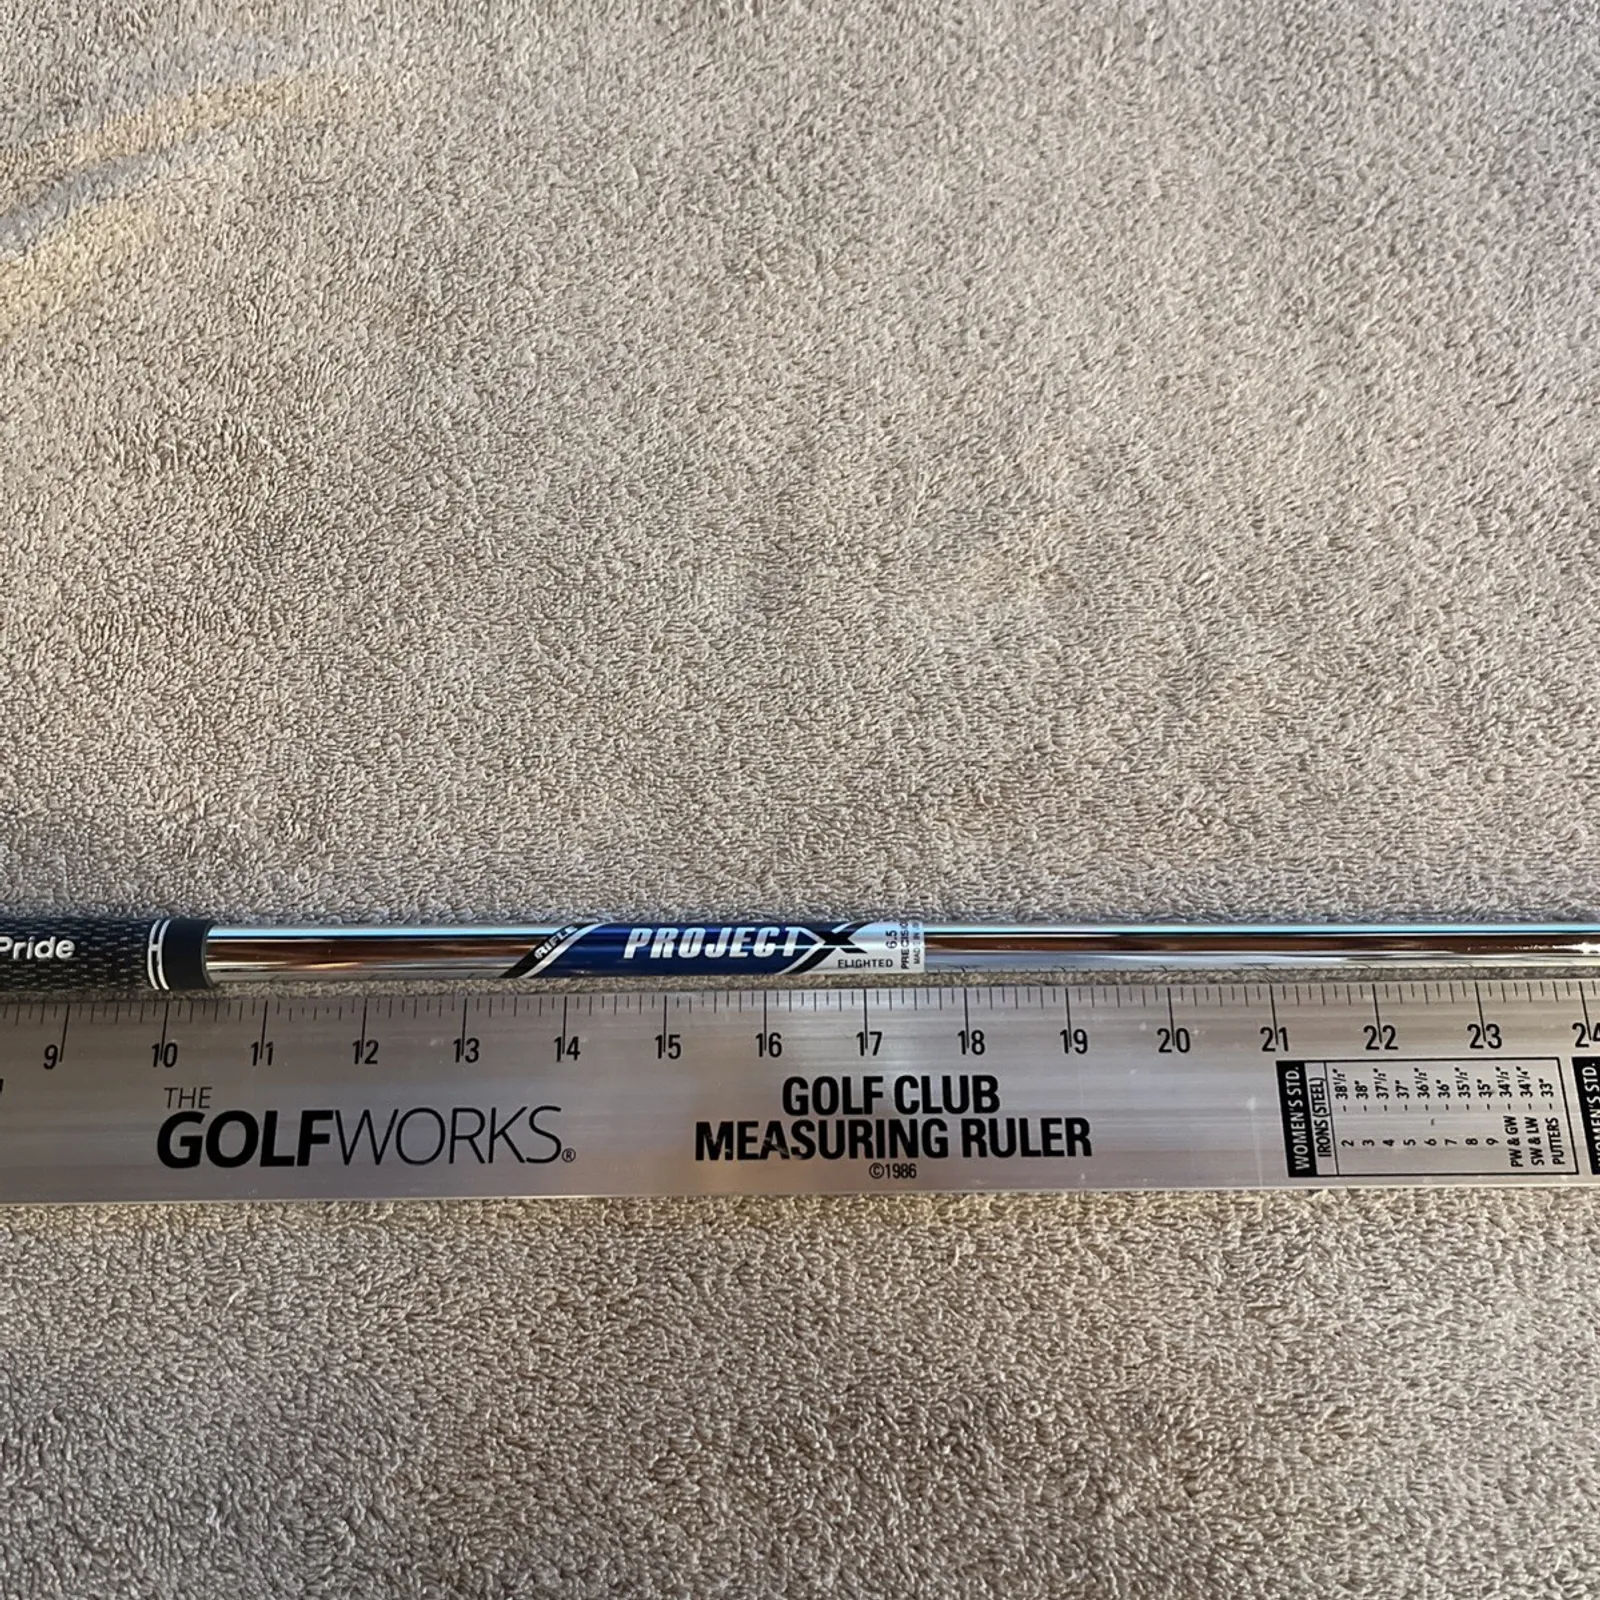 Pride
RIFLE
PROJECT X
FLIGHTED
6.5
9 10 11 12 13 14 15 16 17 18 19 20 21 22 23 24
THE
GOLFWORKS®
GOLF CLUB
MEASURING RULER
©1986
WOMEN'S STD.
IRONS (STEEL)
2 - 38½"
3 - 38"
4 - 37½"
5 - 37"
6 - 36½"
7 - 36"
8 - 35½"
9 - 35"
PW & GW - 34½"
SW & LW - 34¼"
PUTTERS - 33"
WOMEN'S STD.